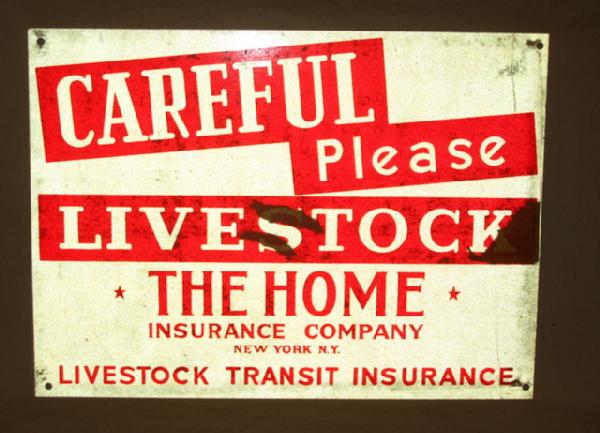 CAREFUL
Please
LIVESTOCK
THE HOME
INSURANCE COMPANY
NEW YORK N.Y.
LIVESTOCK TRANSIT INSURANCE